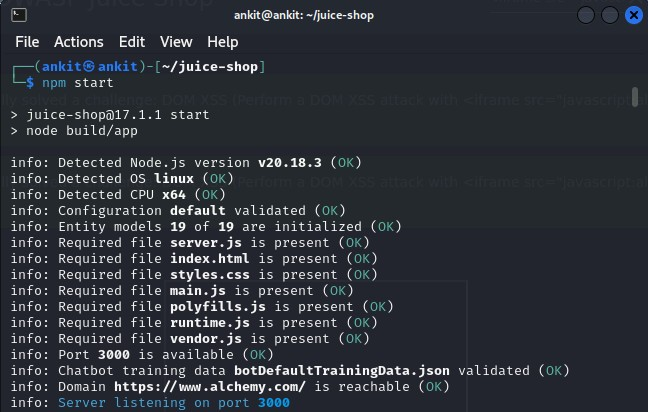 ankit@ankit: ~/juice-shop
File Actions Edit View Help
┌──(ankit㉿ankit)-[~/juice-shop]
└─$ npm start
> juice-shop@17.1.1 start
> node build/app
info: Detected Node.js version v20.18.3 (OK)
info: Detected OS linux (OK)
info: Detected CPU x64 (OK)
info: Configuration default validated (OK)
info: Entity models 19 of 19 are initialized (OK)
info: Required file server.js is present (OK)
info: Required file index.html is present (OK)
info: Required file styles.css is present (OK)
info: Required file main.js is present (OK)
info: Required file polyfills.js is present (OK)
info: Required file runtime.js is present (OK)
info: Required file vendor.js is present (OK)
info: Port 3000 is available (OK)
info: Chatbot training data botDefaultTrainingData.json validated (OK)
info: Domain https://www.alchemy.com/ is reachable (OK)
info: Server listening on port 3000